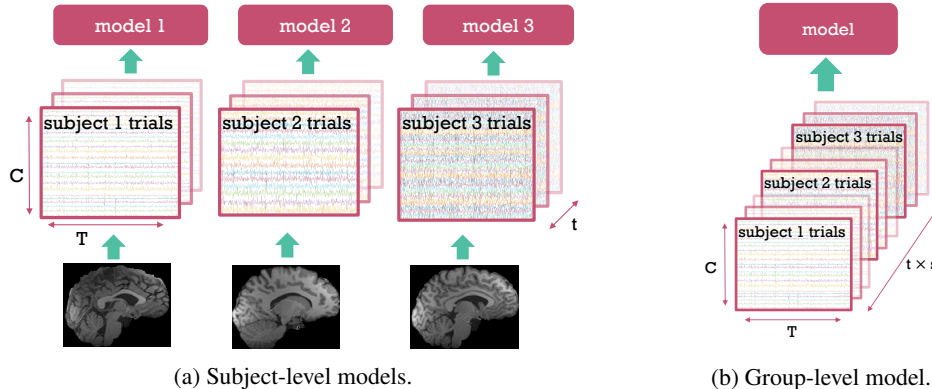 model 1
model 2
model 3
subject 1 trials
subject 2 trials
subject 3 trials
C
T
t
(a) Subject-level models.
model
subject 3 trials
subject 2 trials
subject 1 trials
C
T
t × s
(b) Group-level model.